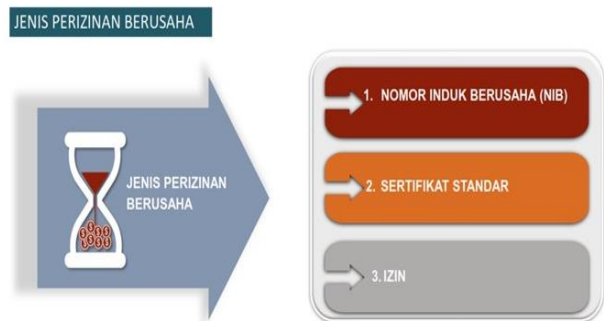 JENIS PERIZINAN BERUSAHA
JENIS PERIZINAN
BERUSAHA
1. NOMOR INDUK BERUSAHA (NIB)
2. SERTIFIKAT STANDAR
3. IZIN